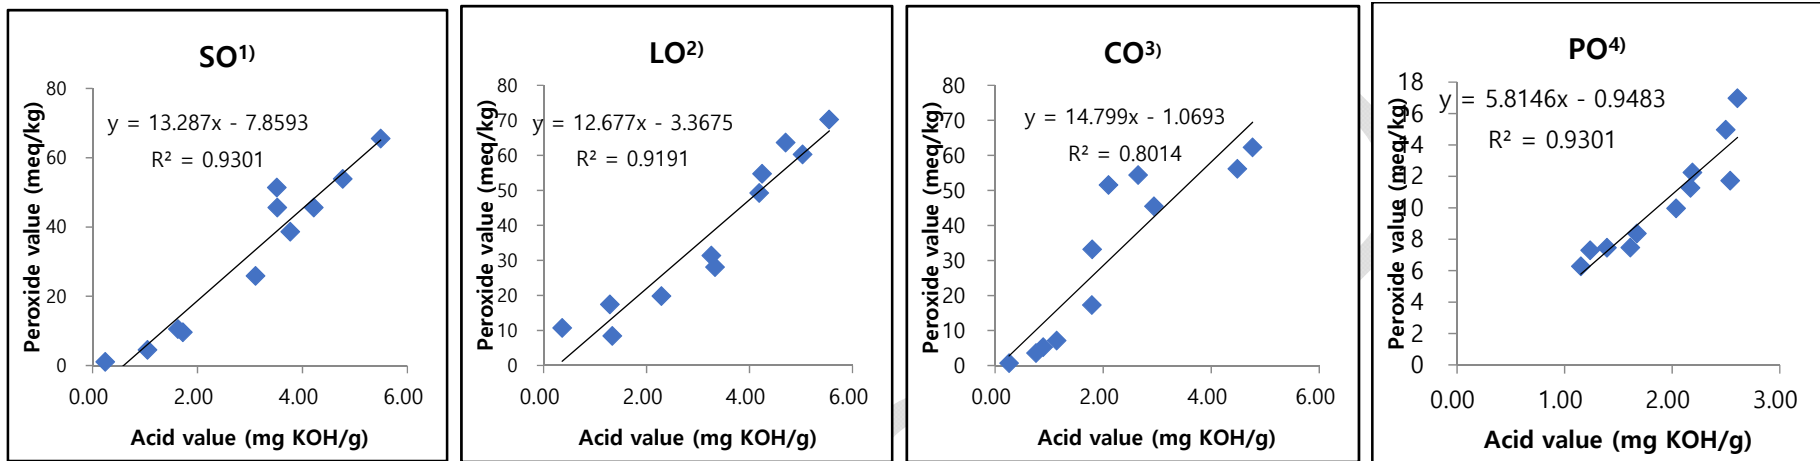 SO¹⁾
Peroxide value (meq/kg)
80
60
40
20
0
y = 13.287x - 7.8593
R² = 0.9301
0.00 2.00 4.00 6.00
Acid value (mg KOH/g)
LO²⁾
Peroxide value (meq/kg)
80
70
60
50
40
30
20
10
0
y = 12.677x - 3.3675
R² = 0.9191
0.00 2.00 4.00 6.00
Acid value (mg KOH/g)
CO³⁾
Peroxide value (meq/kg)
80
70
60
50
40
30
20
10
0
y = 14.799x - 1.0693
R² = 0.8014
0.00 2.00 4.00 6.00
Acid value (mg KOH/g)
PO⁴⁾
Peroxide value (meq/kg)
18
16
14
12
10
8
6
4
2
0
y = 5.8146x - 0.9483
R² = 0.9301
0.00 1.00 2.00 3.00
Acid value (mg KOH/g)